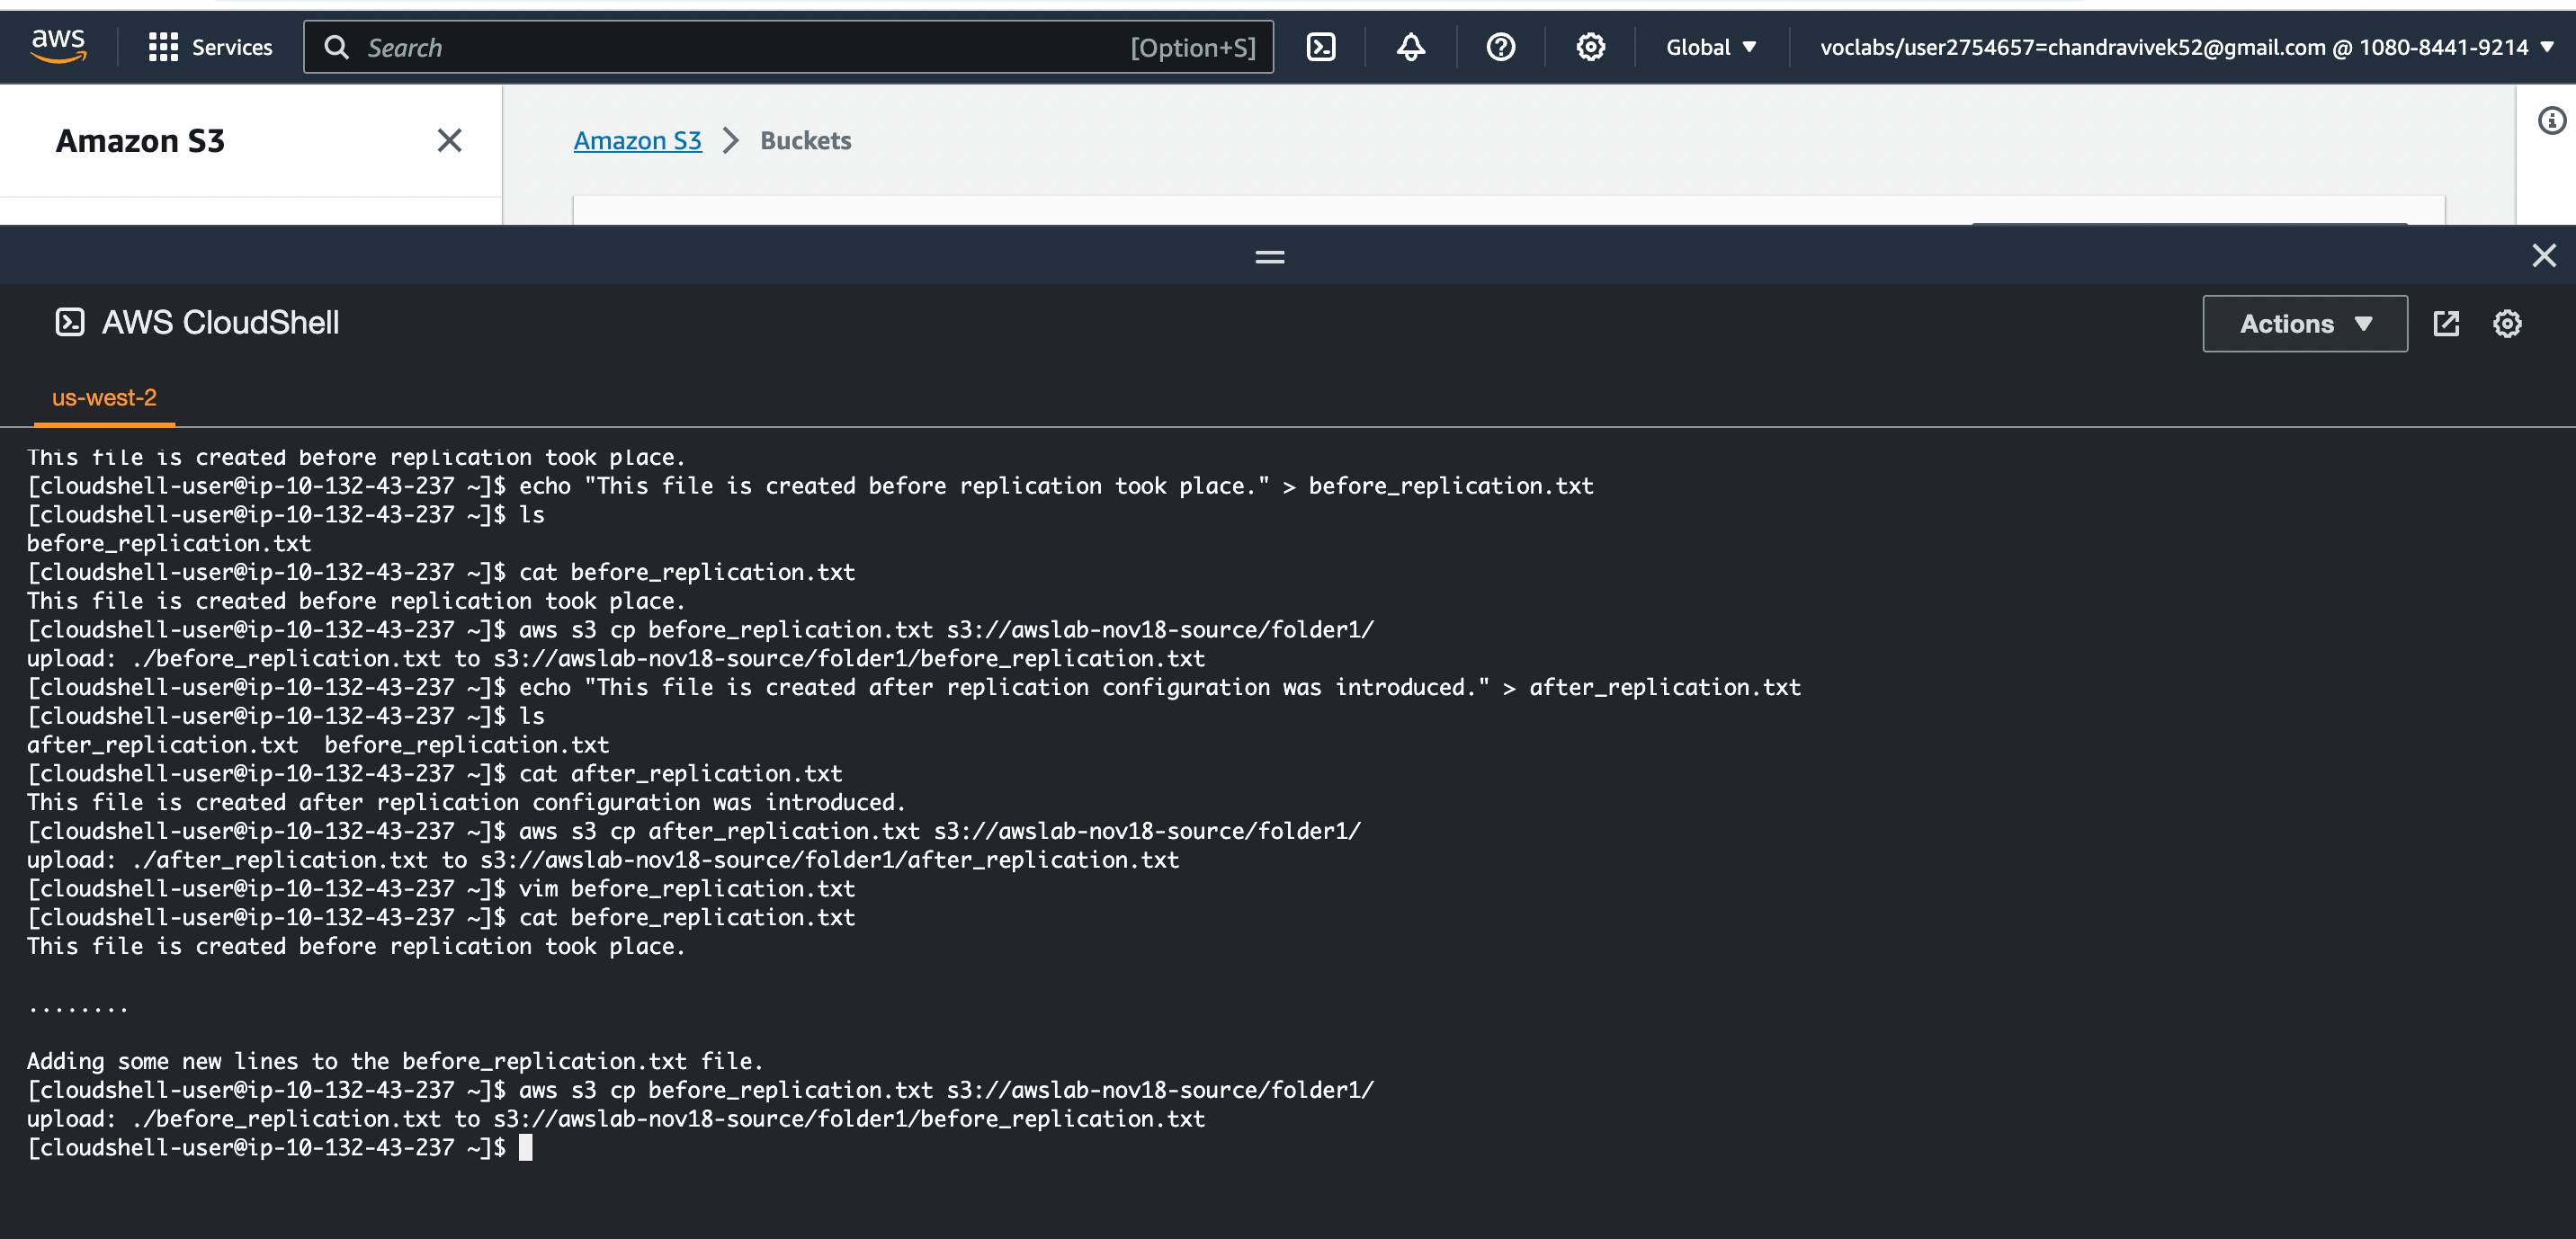 aws Services Search [Option+S] Global voclabs/user2754657=chandravivek52@gmail.com @ 1080-8441-9214
Amazon S3
Amazon S3 > Buckets
AWS CloudShell
Actions
us-west-2
This file is created before replication took place.
[cloudshell-user@ip-10-132-43-237 ~]$ echo "This file is created before replication took place." > before_replication.txt
[cloudshell-user@ip-10-132-43-237 ~]$ ls
before_replication.txt
[cloudshell-user@ip-10-132-43-237 ~]$ cat before_replication.txt
This file is created before replication took place.
[cloudshell-user@ip-10-132-43-237 ~]$ aws s3 cp before_replication.txt s3://awslab-nov18-source/folder1/
upload: ./before_replication.txt to s3://awslab-nov18-source/folder1/before_replication.txt
[cloudshell-user@ip-10-132-43-237 ~]$ echo "This file is created after replication configuration was introduced." > after_replication.txt
[cloudshell-user@ip-10-132-43-237 ~]$ ls
after_replication.txt  before_replication.txt
[cloudshell-user@ip-10-132-43-237 ~]$ cat after_replication.txt
This file is created after replication configuration was introduced.
[cloudshell-user@ip-10-132-43-237 ~]$ aws s3 cp after_replication.txt s3://awslab-nov18-source/folder1/
upload: ./after_replication.txt to s3://awslab-nov18-source/folder1/after_replication.txt
[cloudshell-user@ip-10-132-43-237 ~]$ vim before_replication.txt
[cloudshell-user@ip-10-132-43-237 ~]$ cat before_replication.txt
This file is created before replication took place.
........
Adding some new lines to the before_replication.txt file.
[cloudshell-user@ip-10-132-43-237 ~]$ aws s3 cp before_replication.txt s3://awslab-nov18-source/folder1/
upload: ./before_replication.txt to s3://awslab-nov18-source/folder1/before_replication.txt
[cloudshell-user@ip-10-132-43-237 ~]$